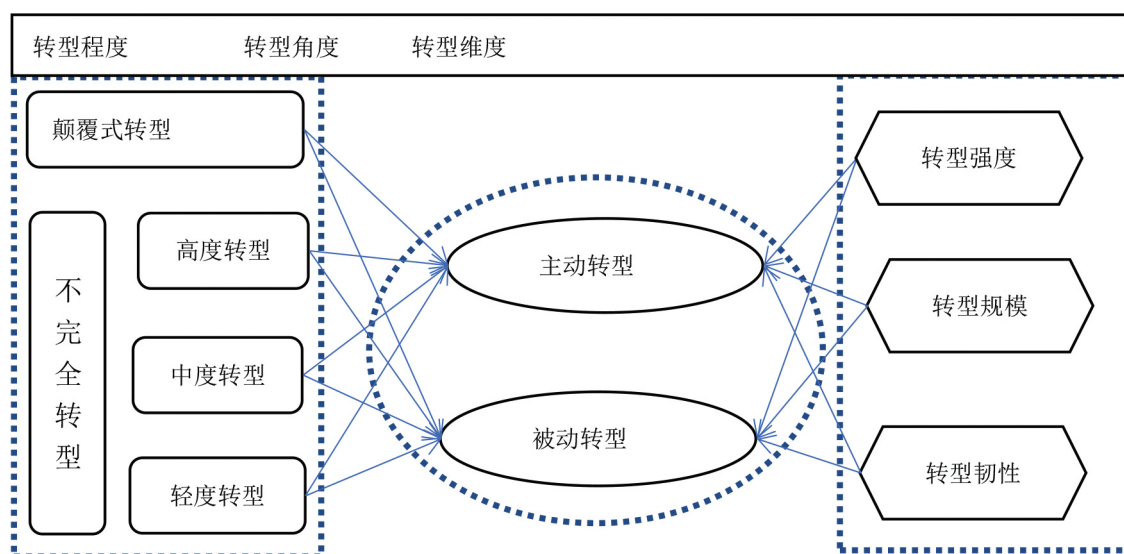 转型程度 转型角度 转型维度
颠覆式转型
不完全转型
高度转型
中度转型
轻度转型
主动转型
被动转型
转型强度
转型规模
转型韧性